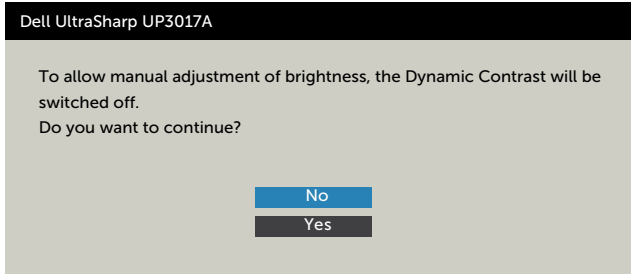 Dell UltraSharp UP3017A
To allow manual adjustment of brightness, the Dynamic Contrast will be
switched off.
Do you want to continue?
No
Yes